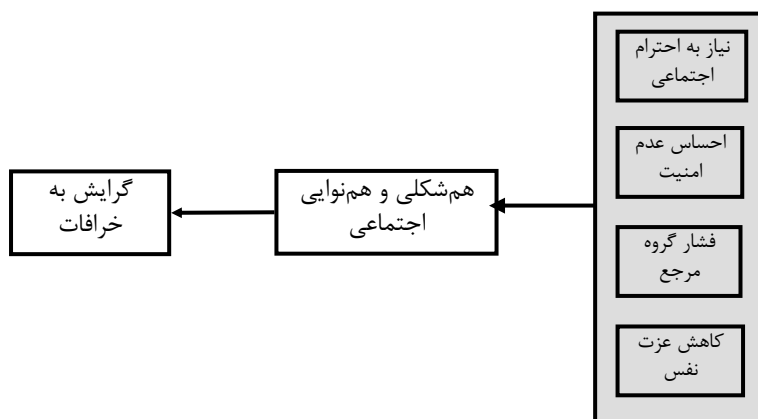 نیاز به احترام
اجتماعی
احساس عدم
امنیت
فشار گروه
مرجع
کاهش عزت
نفس
هم‌شکلی و هم‌نوایی
اجتماعی
گرایش به
خرافات